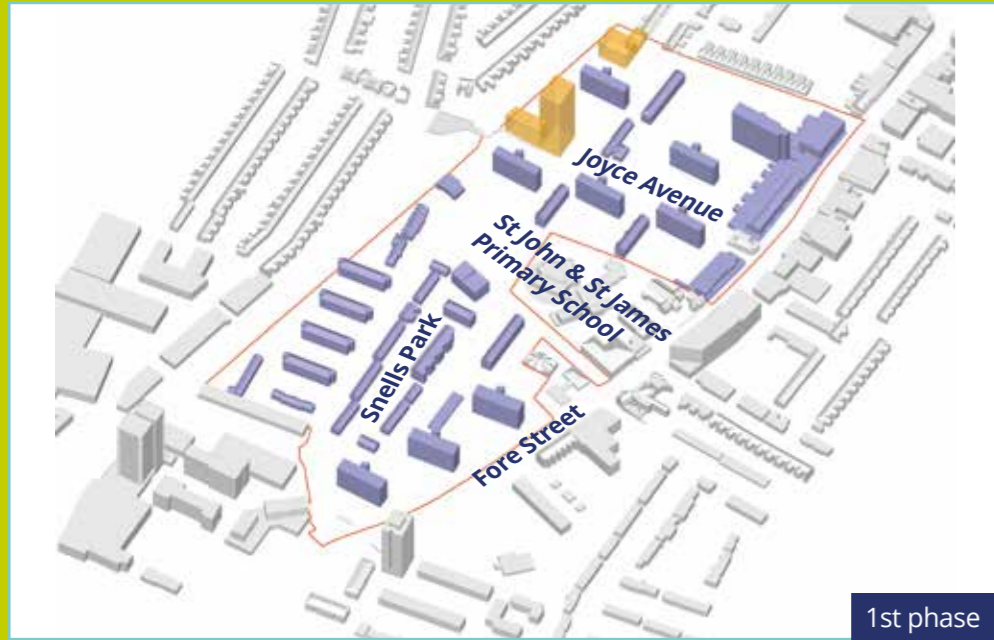 Joyce Avenue
St John & St James
Primary School
Snells Park
Fore Street
1st phase